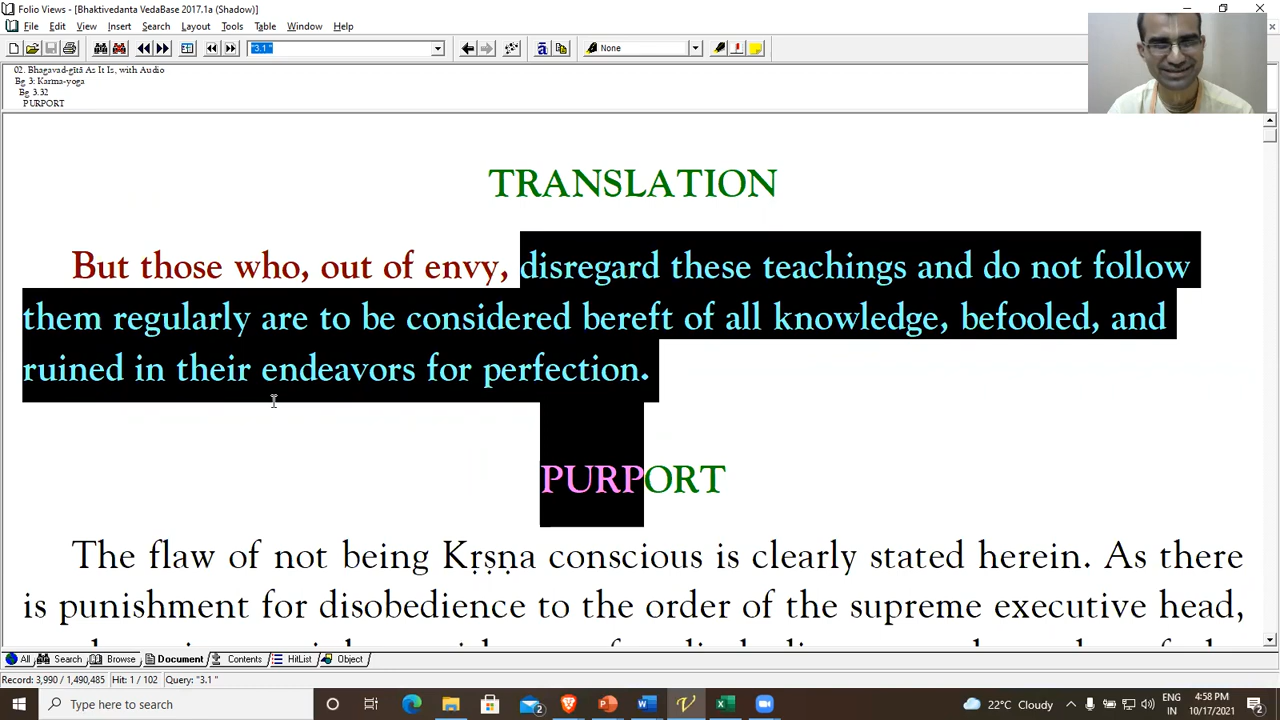 Folio Views - [Bhaktivedanta VedaBase 2017.1a (Shadow)]
File Edit View Insert Search Layout Tools Table Window Help
"3.1 " None
02. Bhagavad-gītā As It Is, with Audio
Bg 3: Karma-yoga
Bg 3.32
PURPORT
TRANSLATION
But those who, out of envy, disregard these teachings and do not follow
them regularly are to be considered bereft of all knowledge, befooled, and
ruined in their endeavors for perfection.
PURPORT
The flaw of not being Kṛṣṇa conscious is clearly stated herein. As there
is punishment for disobedience to the order of the supreme executive head,
All Search Browse Document Contents HitList Object
Record: 3,990 / 1,490,485 Hit: 1 / 102 Query: "3.1 "
Type here to search
2
22°C Cloudy
ENG
IN
4:58 PM
10/17/2021
2